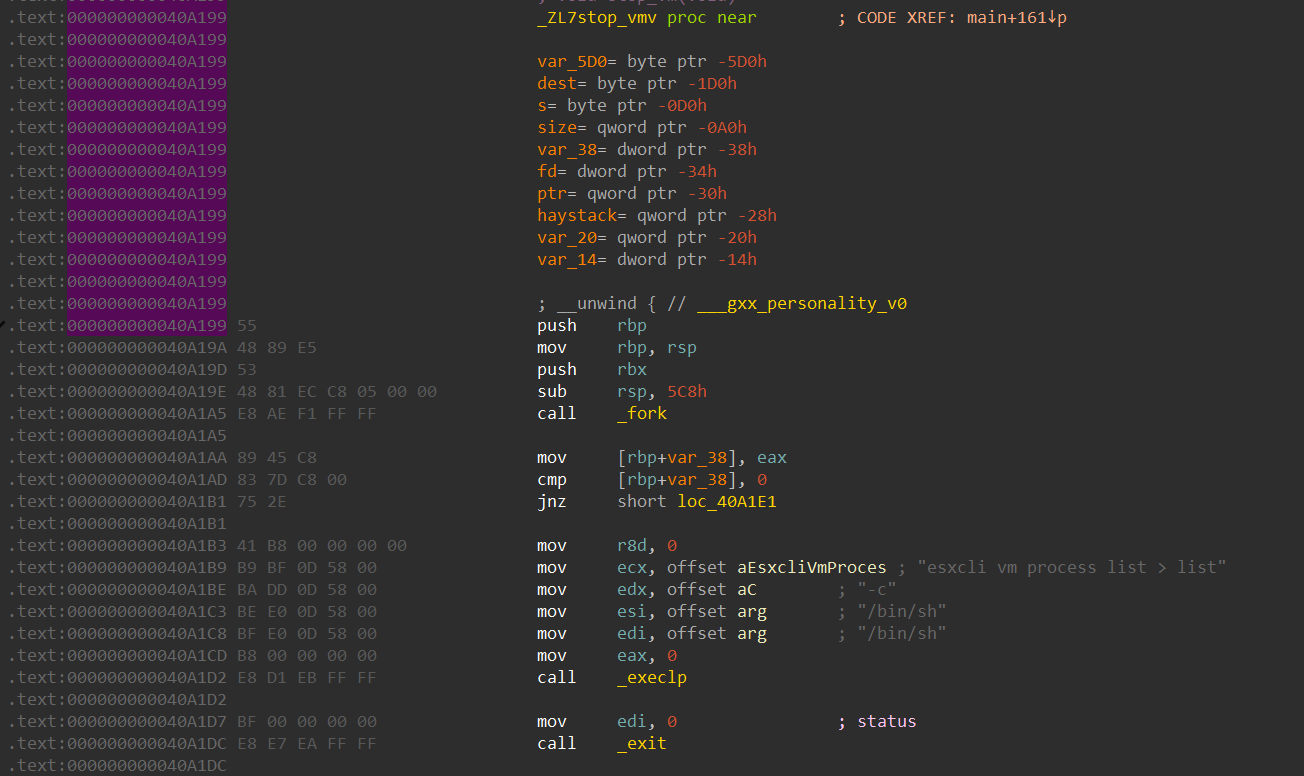 .text:000000000040A199 _ZL7stop_vmv proc near ; CODE XREF: main+161↓p
.text:000000000040A199
.text:000000000040A199 var_5D0= byte ptr -5D0h
.text:000000000040A199 dest= byte ptr -1D0h
.text:000000000040A199 s= byte ptr -0D0h
.text:000000000040A199 size= qword ptr -0A0h
.text:000000000040A199 var_38= dword ptr -38h
.text:000000000040A199 fd= dword ptr -34h
.text:000000000040A199 ptr= qword ptr -30h
.text:000000000040A199 haystack= qword ptr -28h
.text:000000000040A199 var_20= qword ptr -20h
.text:000000000040A199 var_14= dword ptr -14h
.text:000000000040A199
.text:000000000040A199 ; __unwind { // ___gxx_personality_v0
.text:000000000040A199 55 push rbp
.text:000000000040A19A 48 89 E5 mov rbp, rsp
.text:000000000040A19D 53 push rbx
.text:000000000040A19E 48 81 EC C8 05 00 00 sub rsp, 5C8h
.text:000000000040A1A5 E8 AE F1 FF FF call _fork
.text:000000000040A1A5
.text:000000000040A1AA 89 45 C8 mov [rbp+var_38], eax
.text:000000000040A1AD 83 7D C8 00 cmp [rbp+var_38], 0
.text:000000000040A1B1 75 2E jnz short loc_40A1E1
.text:000000000040A1B1
.text:000000000040A1B3 41 B8 00 00 00 00 mov r8d, 0
.text:000000000040A1B9 B9 BF 0D 58 00 mov ecx, offset aEsxcliVmProces ; "esxcli vm process list > list"
.text:000000000040A1BE BA DD 0D 58 00 mov edx, offset aC ; "-c"
.text:000000000040A1C3 BE E0 0D 58 00 mov esi, offset arg ; "/bin/sh"
.text:000000000040A1C8 BF E0 0D 58 00 mov edi, offset arg ; "/bin/sh"
.text:000000000040A1CD B8 00 00 00 00 mov eax, 0
.text:000000000040A1D2 E8 D1 EB FF FF call _execlp
.text:000000000040A1D2
.text:000000000040A1D7 BF 00 00 00 00 mov edi, 0 ; status
.text:000000000040A1DC E8 E7 EA FF FF call _exit
.text:000000000040A1DC